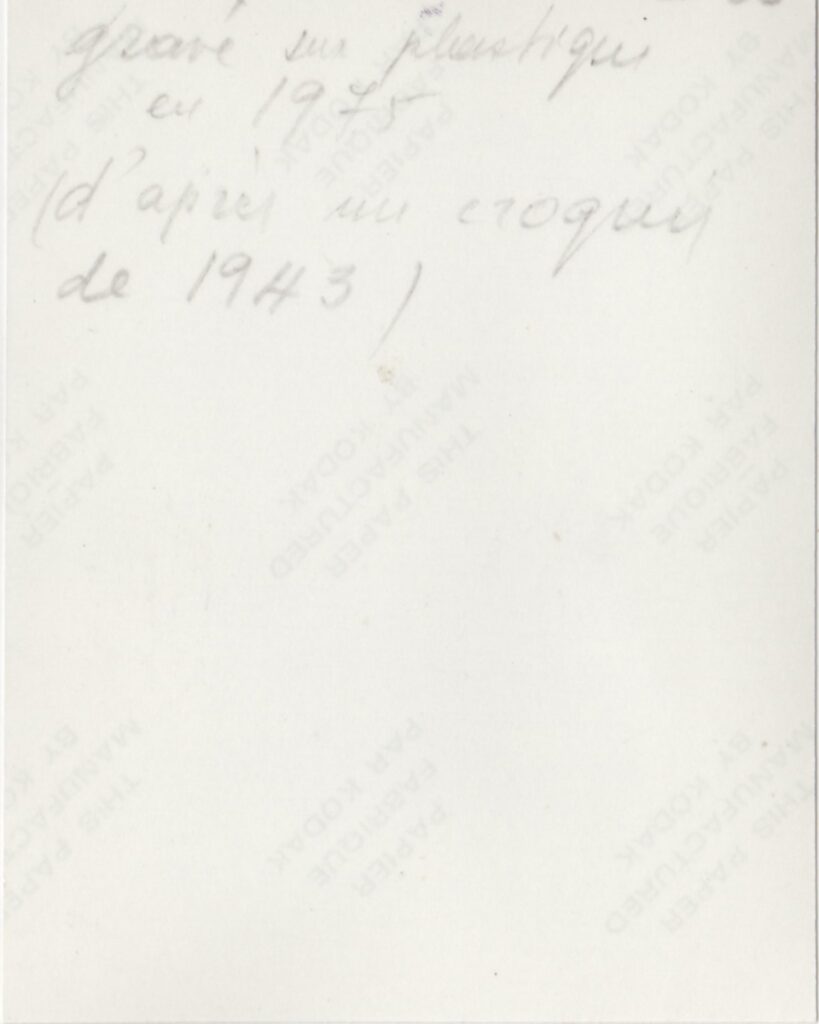 gravé sur plastique
en 1975
(d'après un croquis
de 1943)
THIS PAPER
MANUFACTURED
BY KODAK
PAPIER
FABRIQUE
PAR KODAK